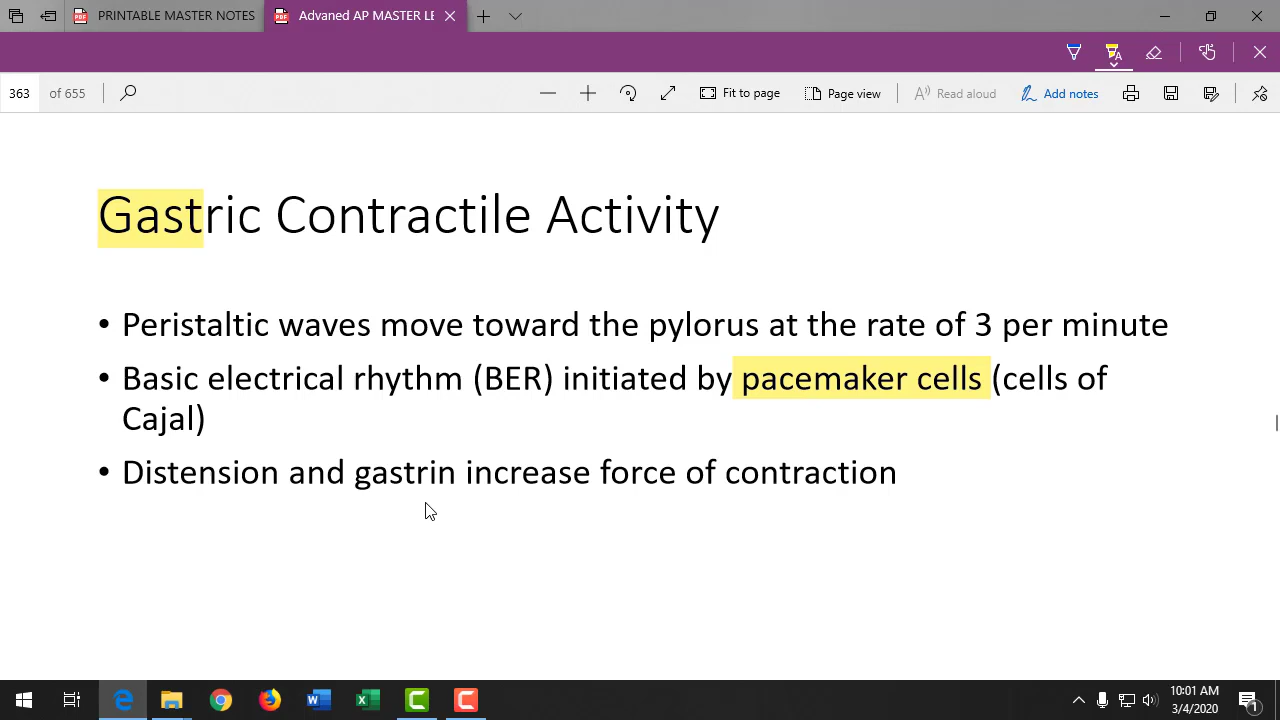 PRINTABLE MASTER NOTES
Advaned AP MASTER LE
363 of 655
Fit to page
Page view
Read aloud
Add notes
Gastric Contractile Activity
• Peristaltic waves move toward the pylorus at the rate of 3 per minute
• Basic electrical rhythm (BER) initiated by pacemaker cells (cells of
Cajal)
• Distension and gastrin increase force of contraction
10:01 AM
3/4/2020